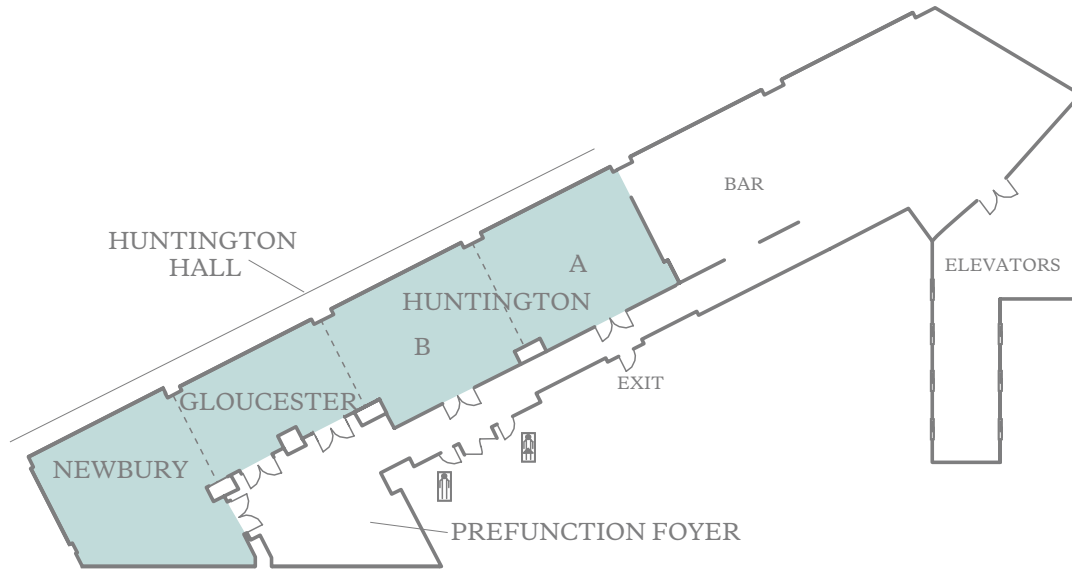 BAR
HUNTINGTON
HALL
A
ELEVATORS
HUNTINGTON
B
EXIT
GLOUCESTER
NEWBURY
PREFUNCTION FOYER